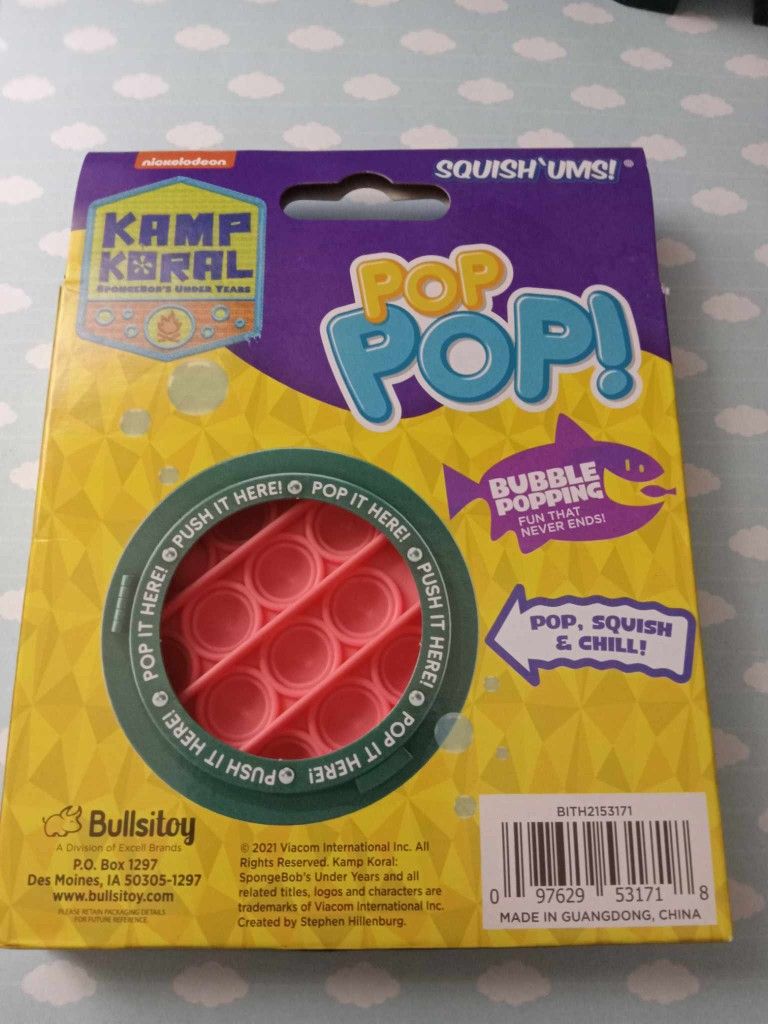 nickelodeon
SQUISH'UMS!
KAMP
KORAL
SPONGEBOB'S UNDER YEARS
POP
POP!
BUBBLE
POPPING
FUN THAT
NEVER ENDS!
PUSH IT HERE! POP IT HERE! PUSH IT HERE! POP IT HERE! PUSH IT HERE! POP IT HERE!
POP, SQUISH
& CHILL!
Bullsitoy
A Division of Excell Brands
P.O. Box 1297
Des Moines, IA 50305-1297
www.bullsitoy.com
PLEASE RETAIN PACKAGING DETAILS
FOR FUTURE REFERENCE.
© 2021 Viacom International Inc. All
Rights Reserved. Kamp Koral:
SpongeBob's Under Years and all
related titles, logos and characters are
trademarks of Viacom International Inc.
Created by Stephen Hillenburg.
BITH2153171
0 97629 53171 8
MADE IN GUANGDONG, CHINA